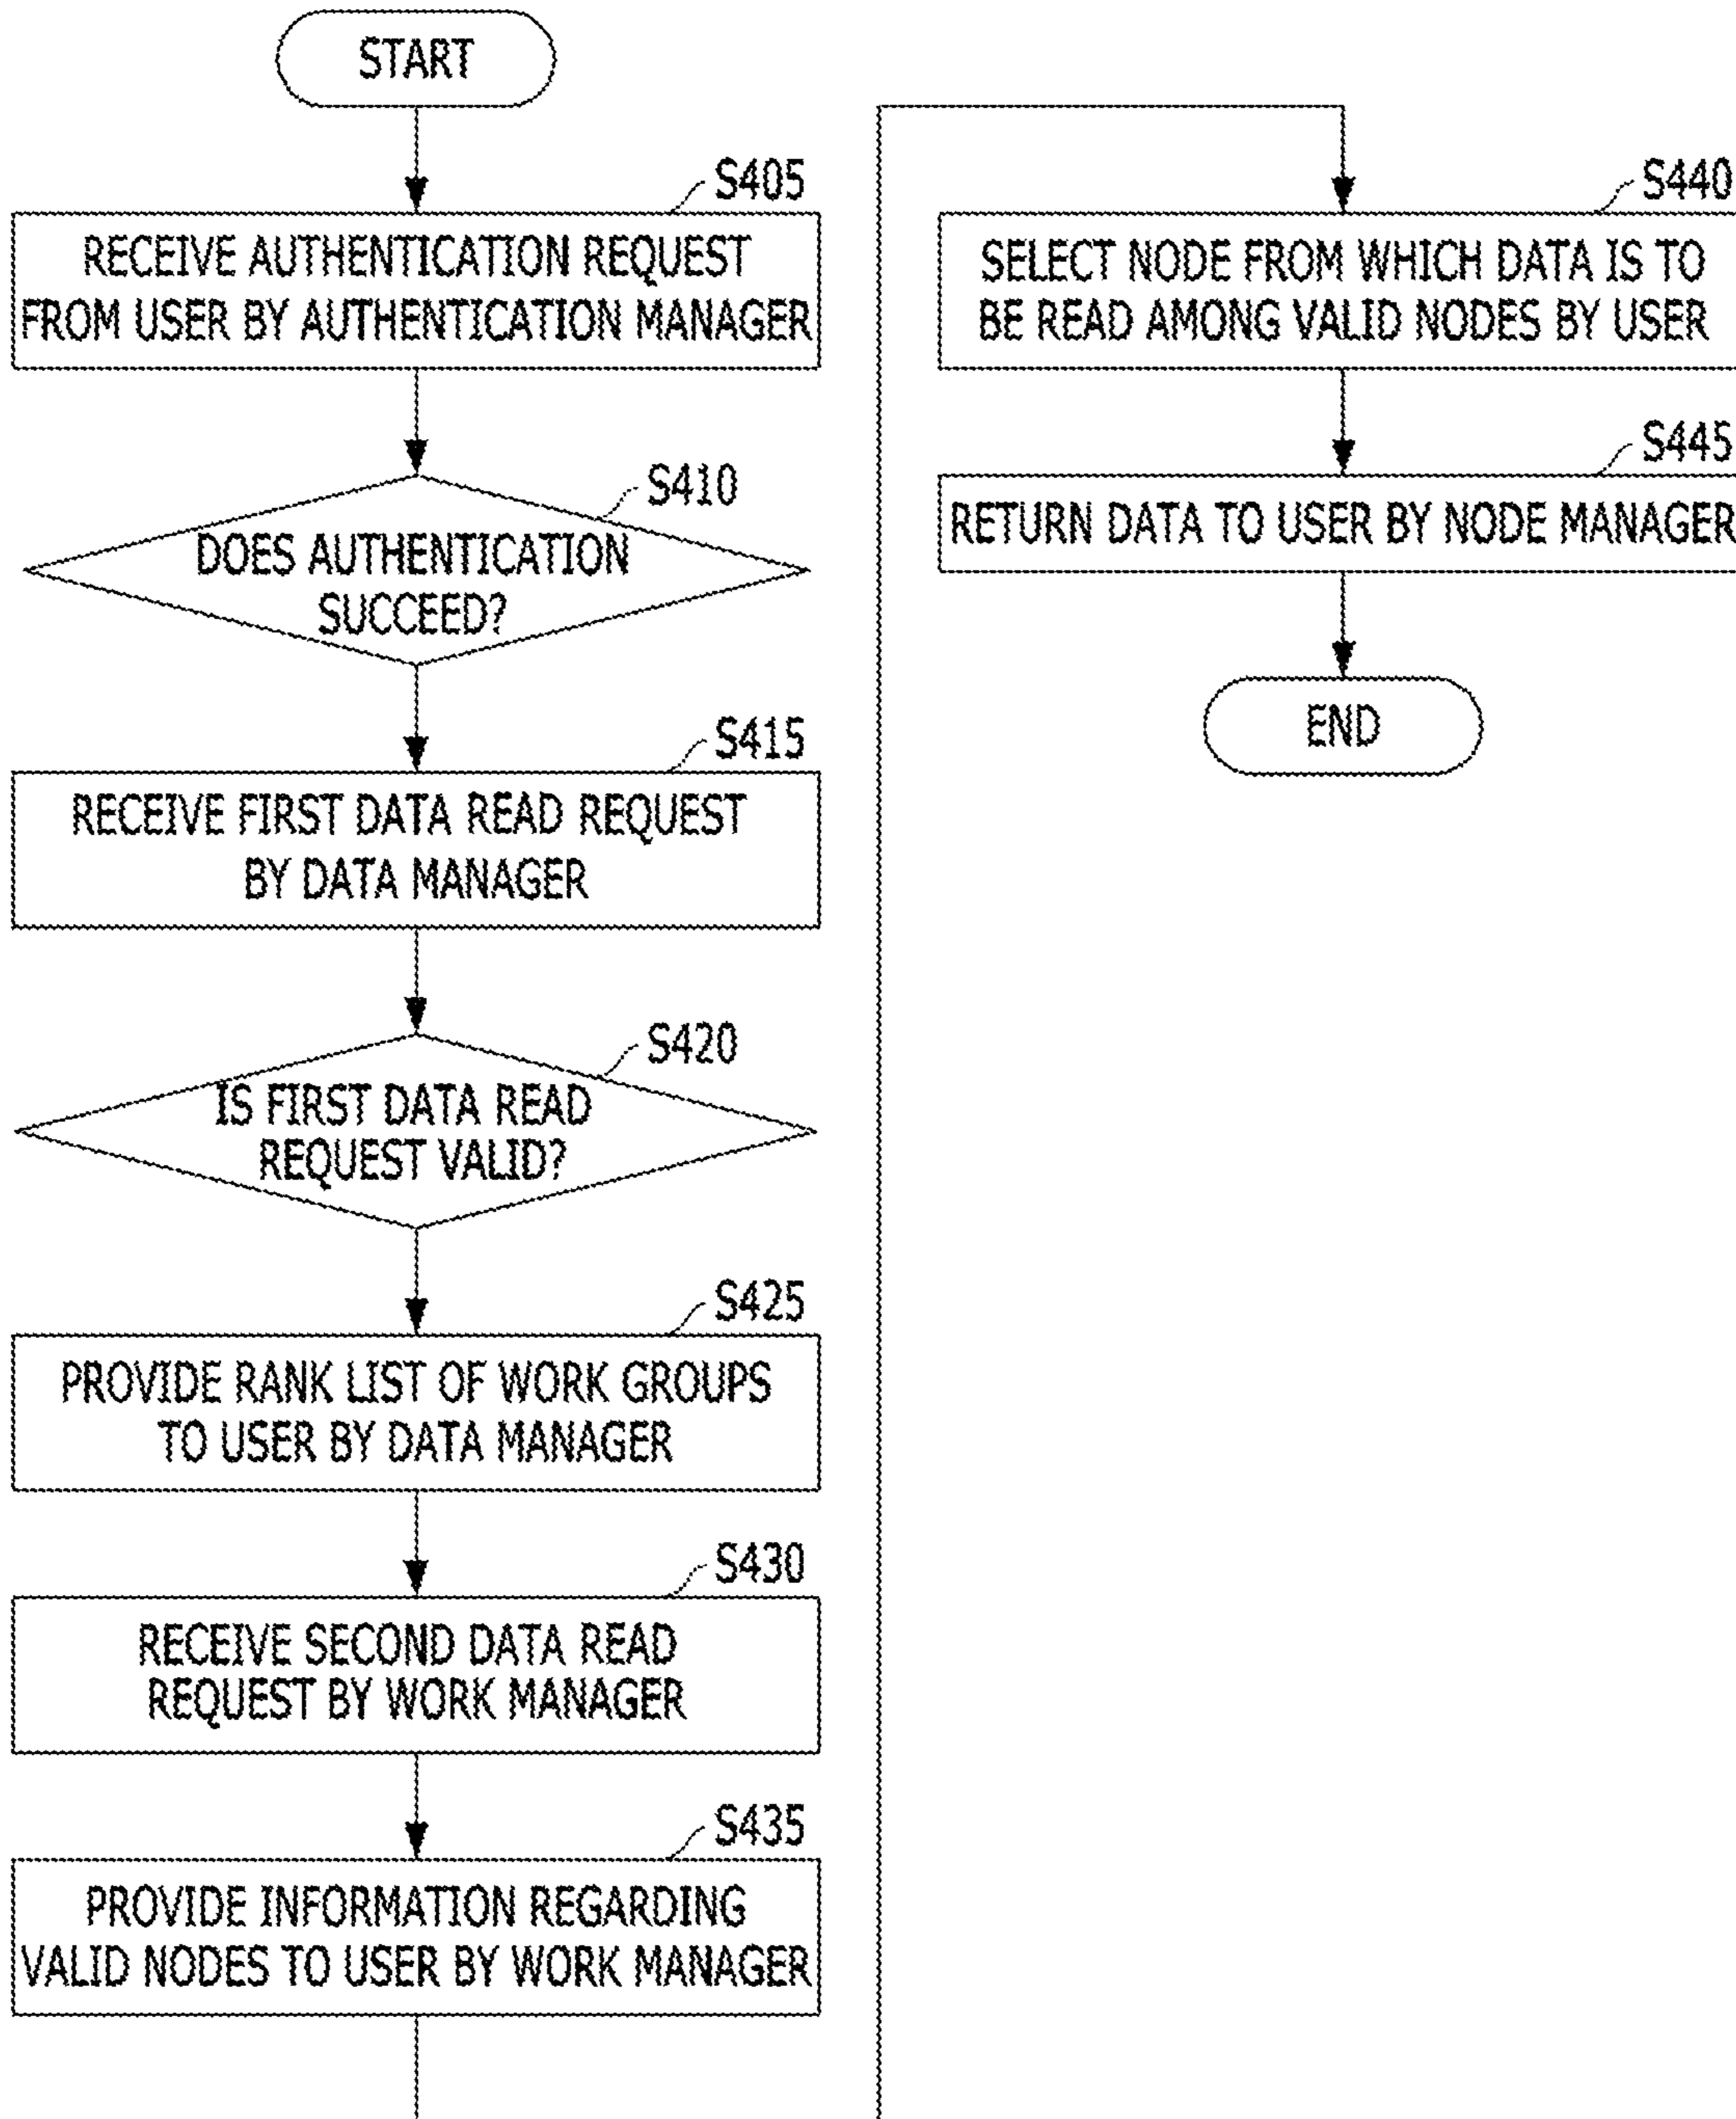 START
S405
RECEIVE AUTHENTICATION REQUEST
FROM USER BY AUTHENTICATION MANAGER
S410
DOES AUTHENTICATION
SUCCEED?
S415
RECEIVE FIRST DATA READ REQUEST
BY DATA MANAGER
S420
IS FIRST DATA READ
REQUEST VALID?
S425
PROVIDE RANK LIST OF WORK GROUPS
TO USER BY DATA MANAGER
S430
RECEIVE SECOND DATA READ
REQUEST BY WORK MANAGER
S435
PROVIDE INFORMATION REGARDING
VALID NODES TO USER BY WORK MANAGER
S440
SELECT NODE FROM WHICH DATA IS TO
BE READ AMONG VALID NODES BY USER
S445
RETURN DATA TO USER BY NODE MANAGER
END